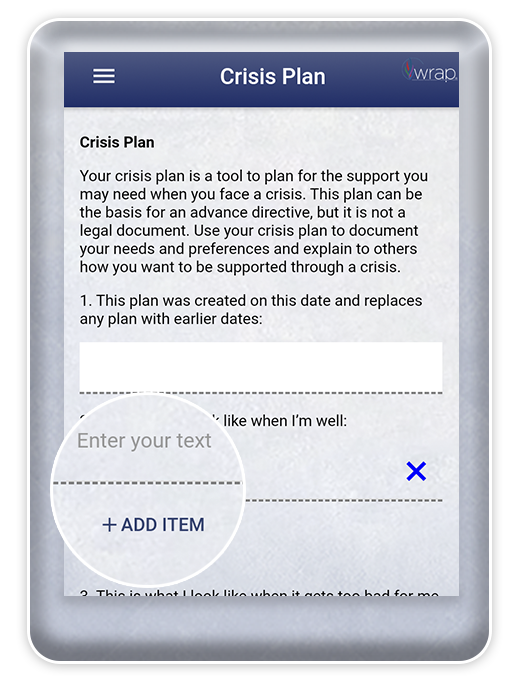 Crisis Plan
wrap
Crisis Plan
Your crisis plan is a tool to plan for the support you
may need when you face a crisis. This plan can be
the basis for an advance directive, but it is not a
legal document. Use your crisis plan to document
your needs and preferences and explain to others
how you want to be supported through a crisis.
1. This plan was created on this date and replaces
any plan with earlier dates:
like when I’m well:
Enter your text
+ ADD ITEM
3. This is what I look like when it gets too bad for me